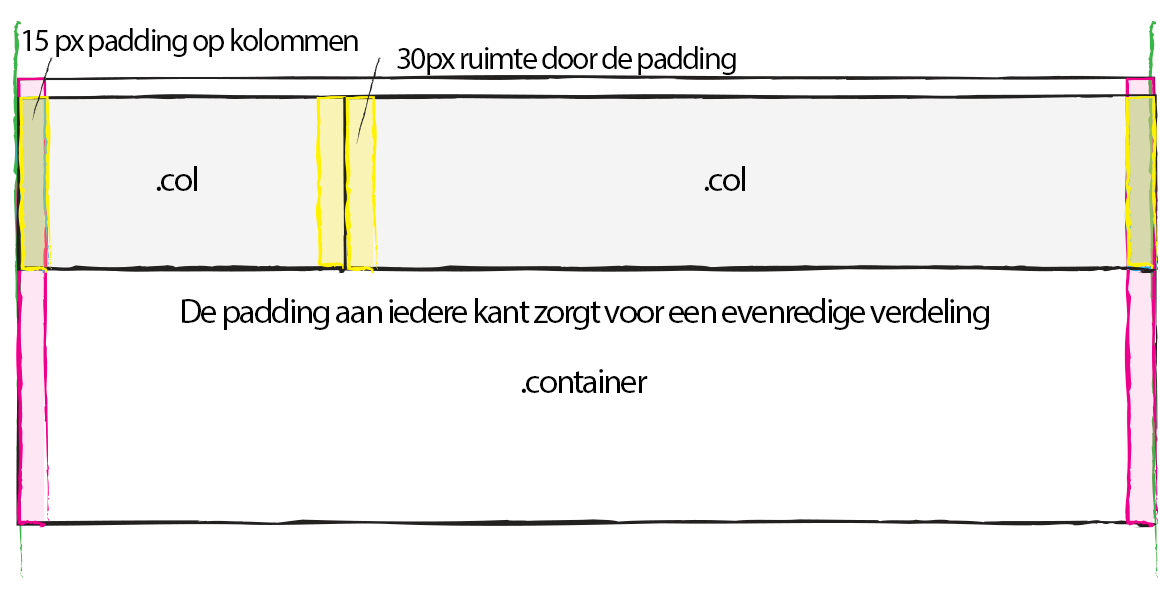 15 px padding op kolommen
30px ruimte door de padding
.col
.col
De padding aan iedere kant zorgt voor een evenredige verdeling
.container